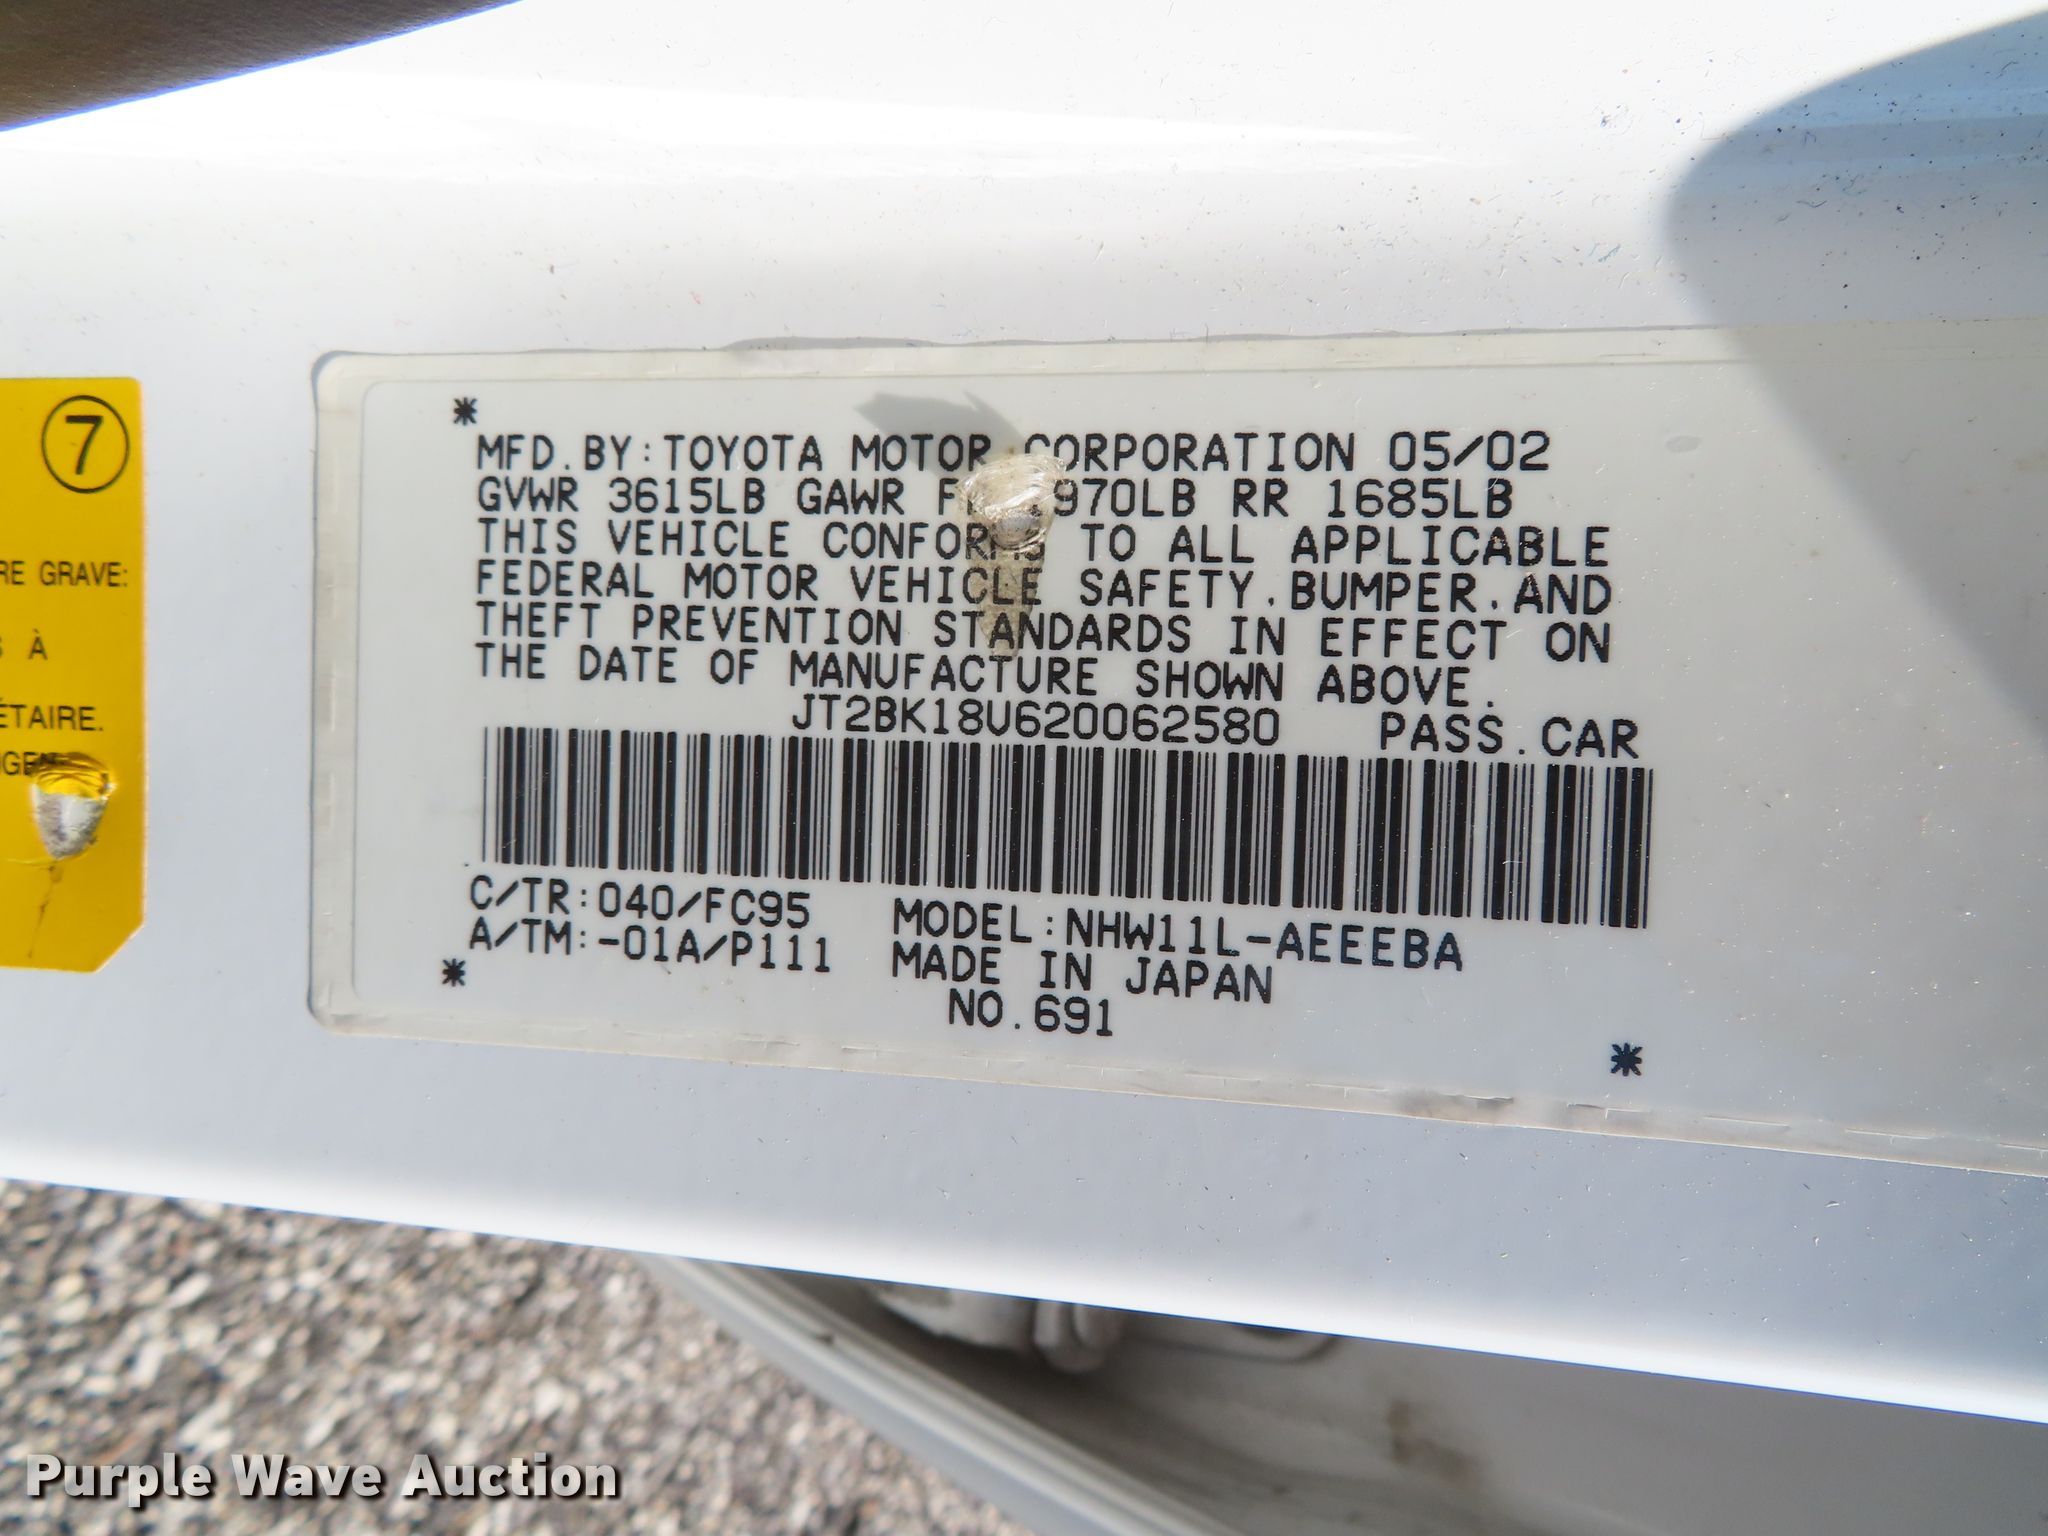 ⑦
RE GRAVE:
S À
ÉTAIRE.
*
MFD.BY:TOYOTA MOTOR CORPORATION 05/02
GVWR 3615LB GAWR RR 1685LB
THIS VEHICLE CONFORMS TO ALL APPLICABLE
FEDERAL MOTOR VEHICLE SAFETY,BUMPER,AND
THEFT PREVENTION STANDARDS IN EFFECT ON
THE DATE OF MANUFACTURE SHOWN ABOVE.
JT2BK18U620062580 PASS.CAR
C/TR:040/FC95 MODEL:NHW11L-AEEEBA
A/TM:-01A/P111 MADE IN JAPAN
* NO.691
*
Purple Wave Auction